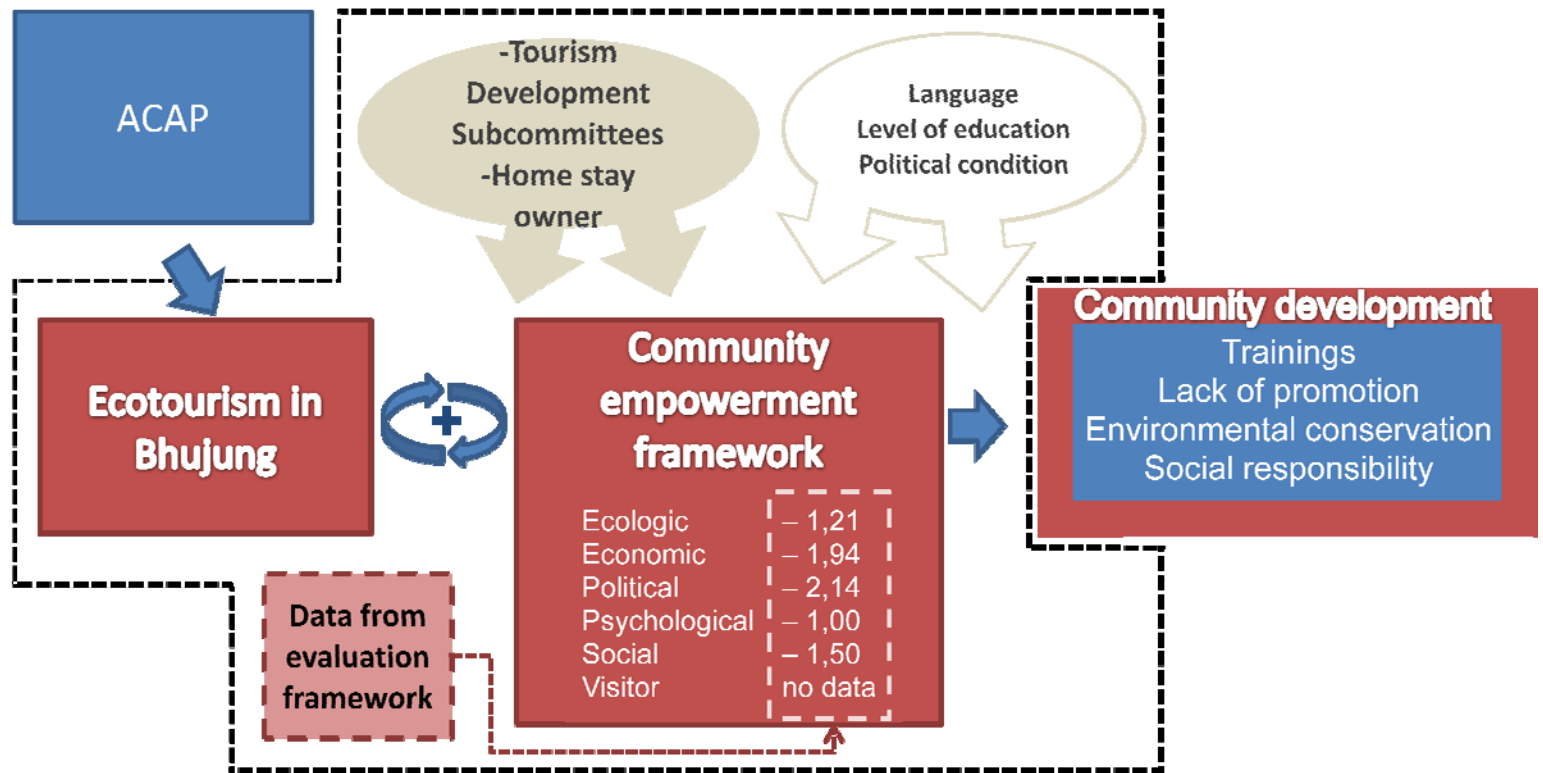 ACAP
-Tourism
Development
Subcommittees
-Home stay
owner
Language
Level of education
Political condition
Ecotourism in
Bhujung
+
Community
empowerment
framework
Ecologic – 1,21
Economic – 1,94
Political – 2,14
Psychological – 1,00
Social – 1,50
Visitor no data
Community development
Trainings
Lack of promotion
Environmental conservation
Social responsibility
Data from
evaluation
framework